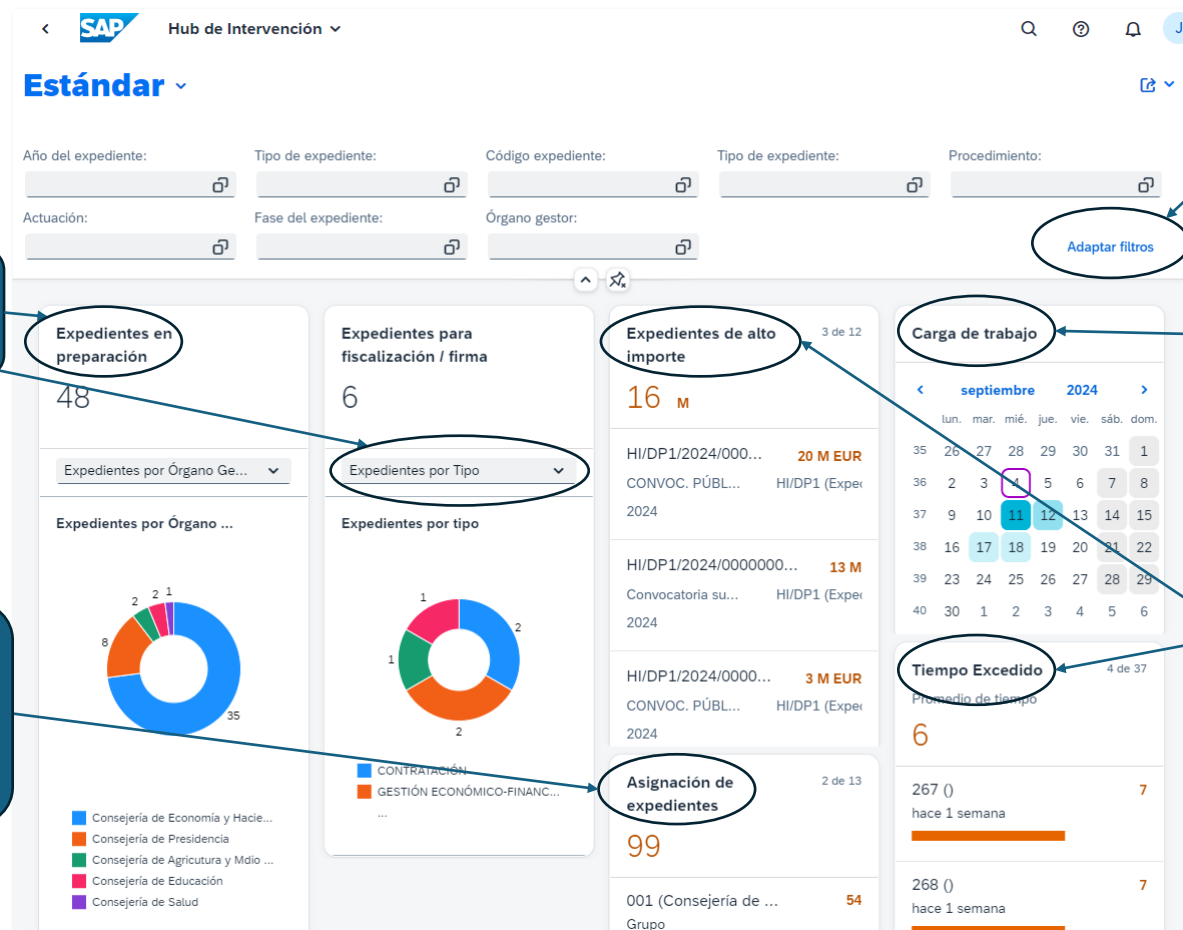 SAP
Hub de Intervención
J
Estándar
Año del expediente:
Tipo de expediente:
Código expediente:
Tipo de expediente:
Procedimiento:
Actuación:
Fase del expediente:
Órgano gestor:
Adaptar filtros
Expedientes en
preparación
48
Expedientes por Órgano Ge...
Expedientes por Órgano ...
2 2 1
8
35
Consejería de Economía y Hacie...
Consejería de Presidencia
Consejería de Agricutura y Mdio ...
Consejería de Educación
Consejería de Salud
Expedientes para
fiscalización / firma
6
Expedientes por Tipo
Expedientes por tipo
1
2
1
2
CONTRATACIÓN
GESTIÓN ECONÓMICO-FINANC...
...
Expedientes de alto
importe
3 de 12
16 M
HI/DP1/2024/000... 20 M EUR
CONVOC. PÚBL... HI/DP1 (Expe
2024
HI/DP1/2024/0000000... 13 M
Convocatoria su... HI/DP1 (Expe
2024
HI/DP1/2024/0000... 3 M EUR
CONVOC. PÚBL... HI/DP1 (Expe
2024
Asignación de
expedientes
2 de 13
99
001 (Consejería de ... 54
Grupo
Carga de trabajo
septiembre 2024
lun. mar. mié. jue. vie. sáb. dom.
35 26 27 28 29 30 31 1
36 2 3 4 5 6 7 8
37 9 10 11 12 13 14 15
38 16 17 18 19 20 21 22
39 23 24 25 26 27 28 29
40 30 1 2 3 4 5 6
Tiempo Excedido
4 de 37
Promedio de tiempo
6
267 () 7
hace 1 semana
268 () 7
hace 1 semana